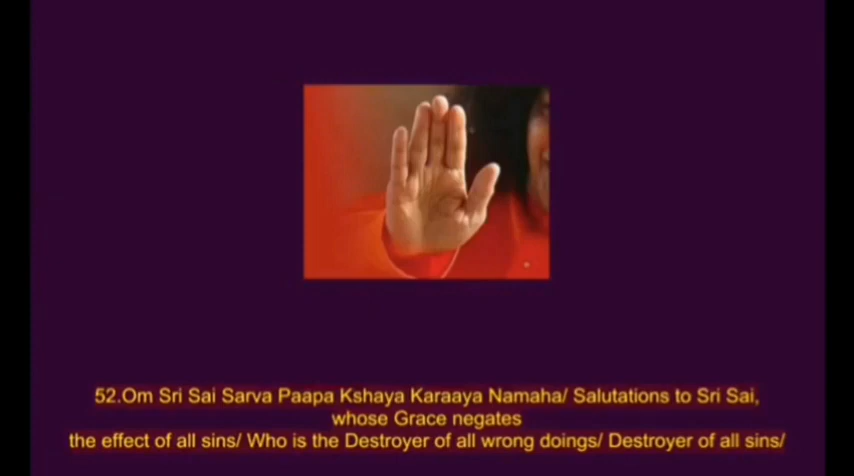 52.Om Sri Sai Sarva Paapa Kshaya Karaaya Namaha/ Salutations to Sri Sai,
whose Grace negates
the effect of all sins/ Who is the Destroyer of all wrong doings/ Destroyer of all sins/